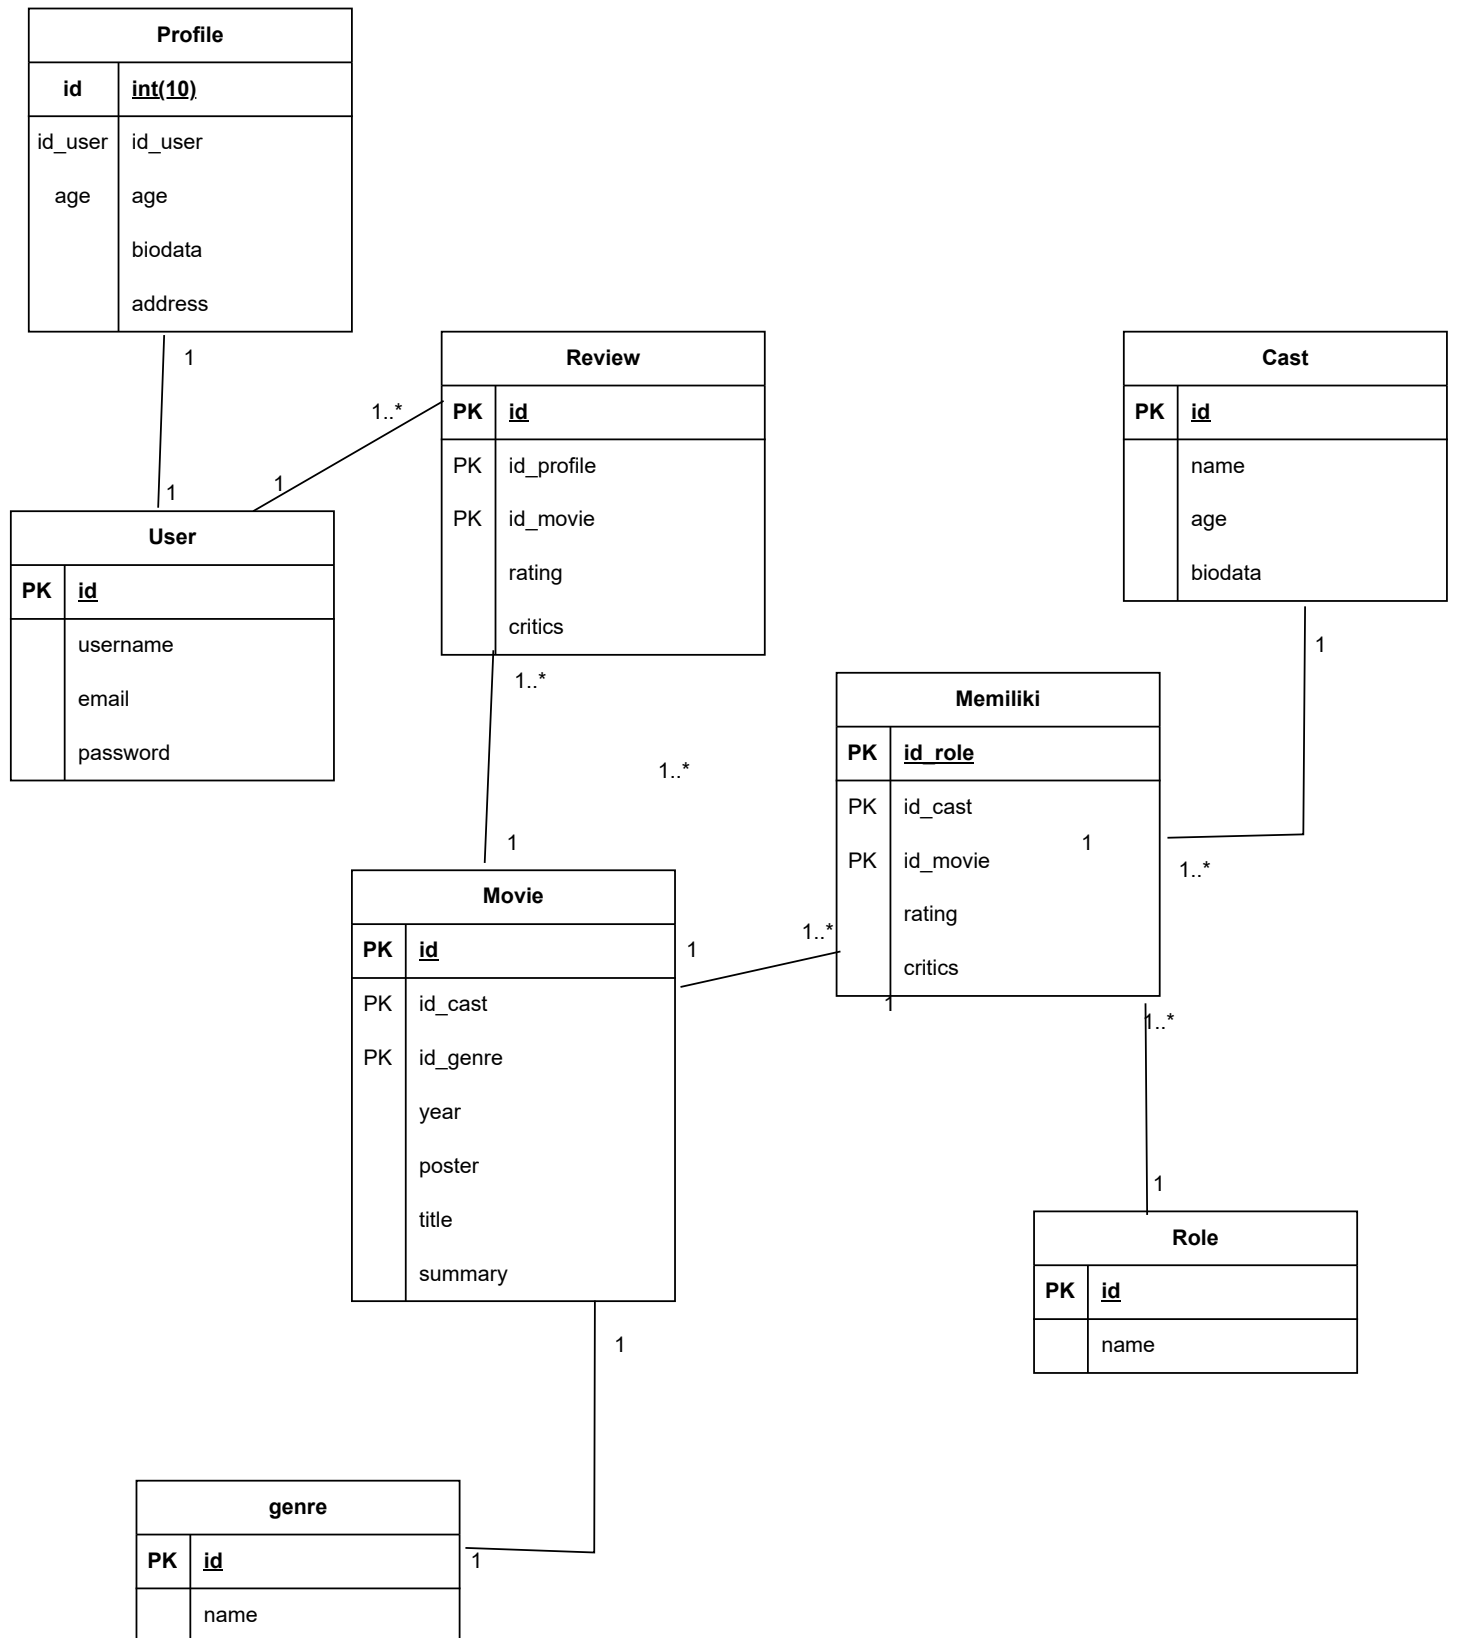 Profile
id int(10)
id_user id_user
age age
biodata
address
1
1
1..*
1
Review
PK id
PK id_profile
PK id_movie
rating
critics
1..*
Cast
PK id
name
age
biodata
1
User
PK id
username
email
password
1..*
1
Memiliki
PK id_role
PK id_cast
PK id_movie
rating
critics
1
1..*
1..*
1
1
1..*
Movie
PK id
PK id_cast
PK id_genre
year
poster
title
summary
1
1
Role
PK id
name
genre
PK id
name
1